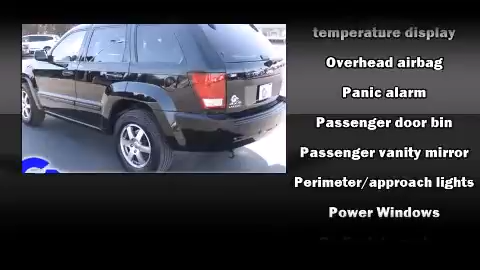 temperature display
Overhead airbag
Panic alarm
Passenger door bin
Passenger vanity mirror
Perimeter/approach lights
Power Windows